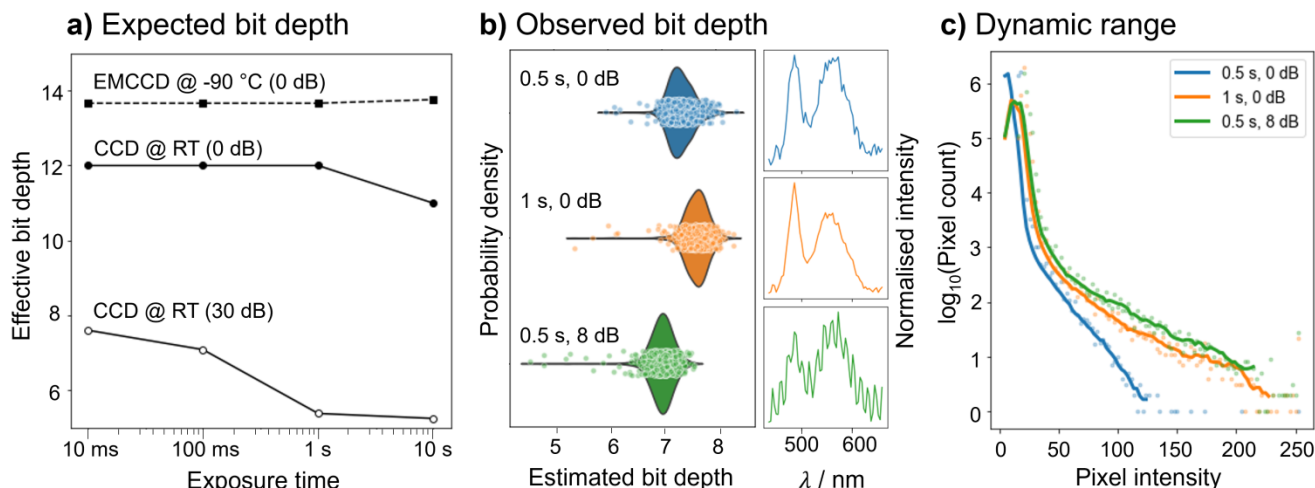 a) Expected bit depth
Effective bit depth
14
12
10
8
6
EMCCD @ -90 °C (0 dB)
CCD @ RT (0 dB)
CCD @ RT (30 dB)
10 ms
100 ms
1 s
10 s
Exposure time
b) Observed bit depth
Probability density
0.5 s, 0 dB
1 s, 0 dB
0.5 s, 8 dB
5
6
7
8
Estimated bit depth
Normalised intensity
500
600
λ / nm
c) Dynamic range
log10(Pixel count)
6
5
4
3
2
1
0
0.5 s, 0 dB
1 s, 0 dB
0.5 s, 8 dB
0
50
100
150
200
250
Pixel intensity